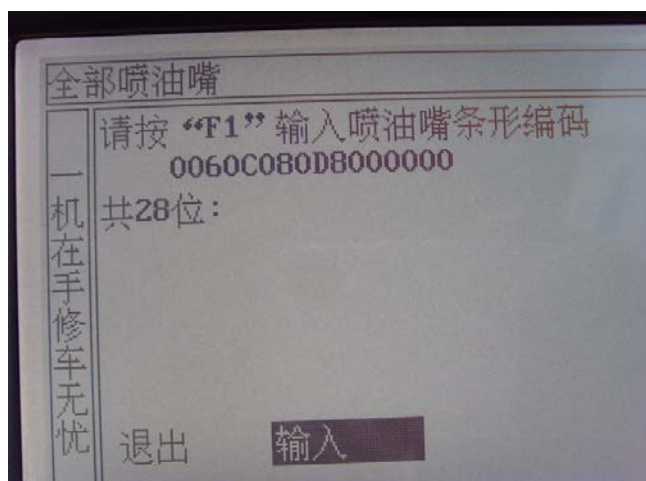 全部喷油嘴
请按“F1”输入喷油嘴条形编码
0060C080D8000000
共28位：
一机在手修车无忧
退出 输入